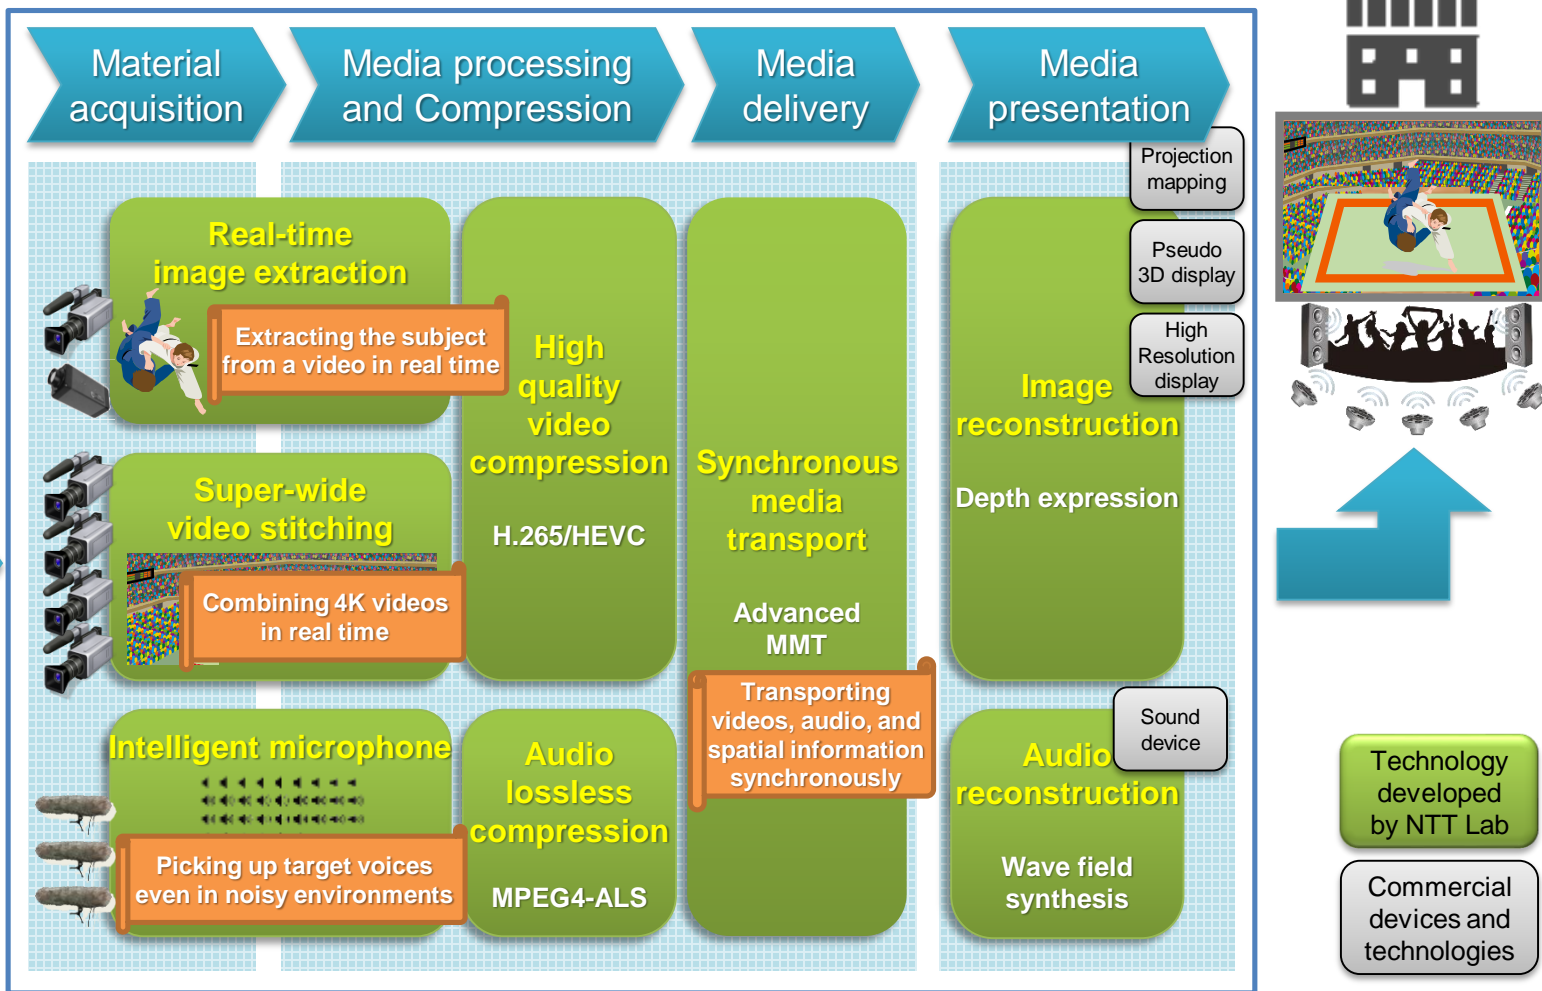 Material
acquisition
Media processing
and Compression
Media
delivery
Media
presentation
Projection
mapping
Pseudo
3D display
High
Resolution
display
Real-time
image extraction
Extracting the subject
from a video in real time
Super-wide
video stitching
Combining 4K videos
in real time
Intelligent microphone
Picking up target voices
even in noisy environments
High
quality
video
compression
H.265/HEVC
Audio
lossless
compression
MPEG4-ALS
Synchronous
media
transport
Advanced
MMT
Transporting
videos, audio, and
spatial information
synchronously
Image
reconstruction
Depth expression
Sound
device
Audio
reconstruction
Wave field
synthesis
Technology
developed
by NTT Lab
Commercial
devices and
technologies